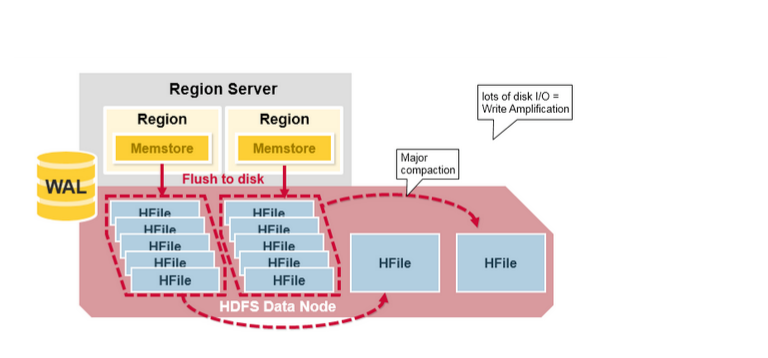 Region Server
lots of disk I/O =
Write Amplification
Region
Region
Memstore
Memstore
Major
compaction
WAL
Flush to disk
HFile
HFile
HFile
HFile
HFile
HFile
HFile
HFile
HFile
HFile
HFile
HFile
HDFS Data Node